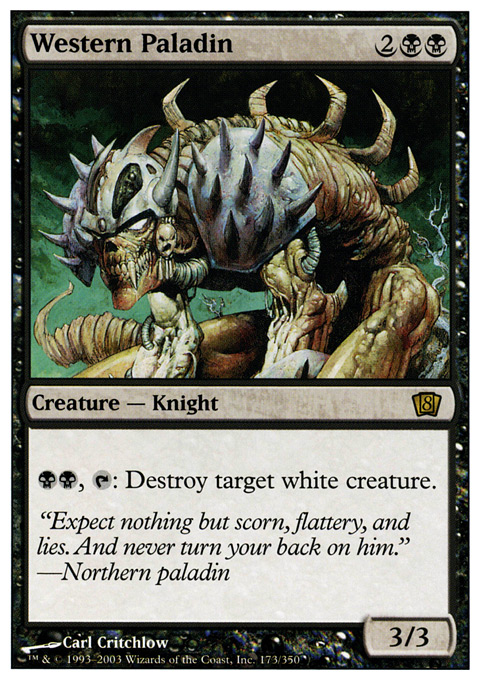 Western Paladin 2
Creature — Knight 8
, : Destroy target white creature.
“Expect nothing but scorn, flattery, and
lies. And never turn your back on him.”
—Northern paladin
Carl Critchlow
3/3
™ & © 1993–2003 Wizards of the Coast, Inc. 173/350